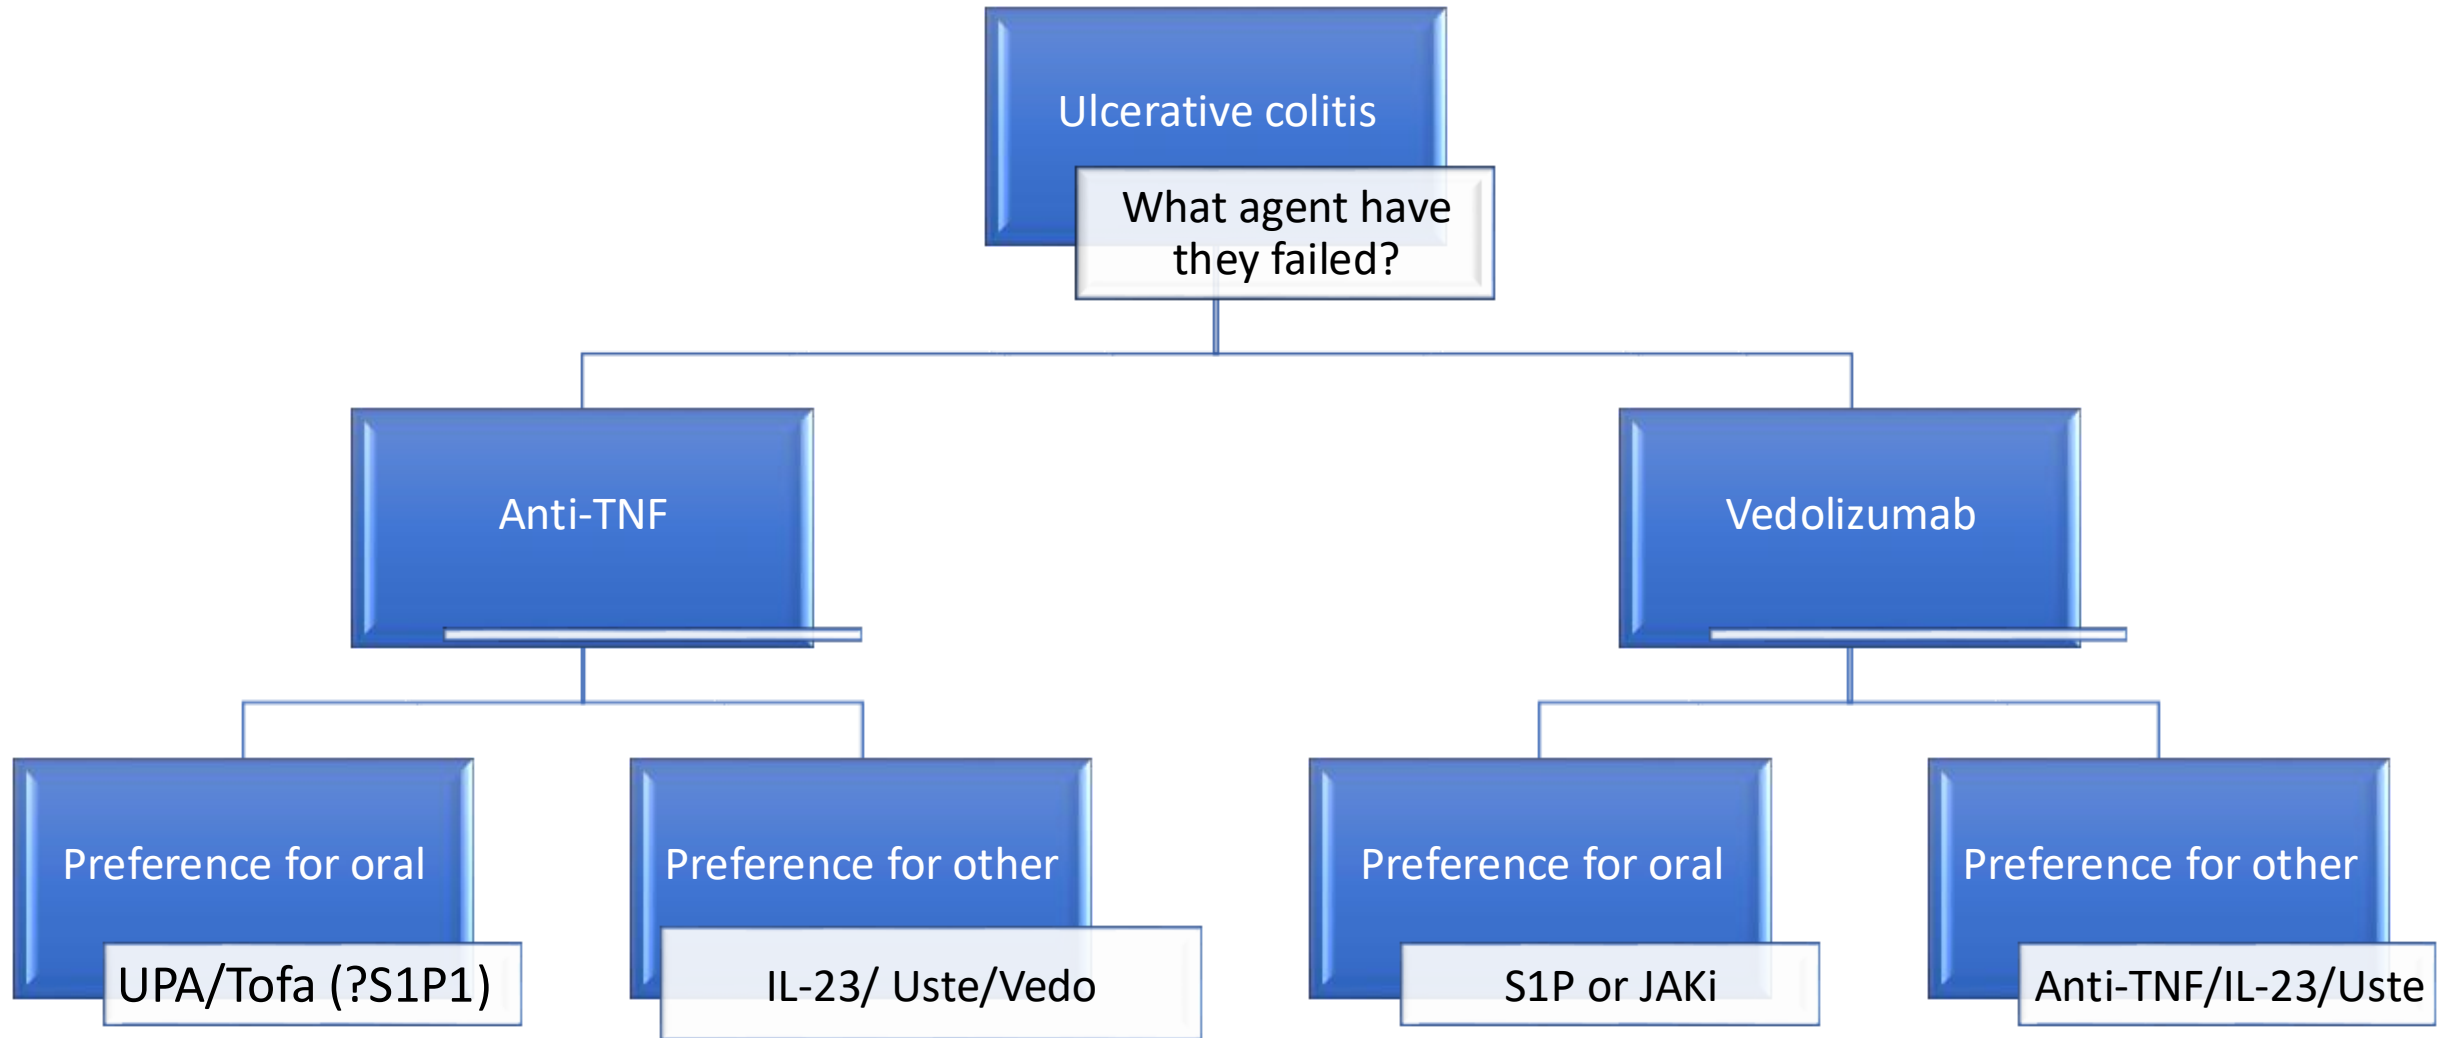 Ulcerative colitis
What agent have
they failed?
Anti-TNF
Vedolizumab
Preference for oral
UPA/Tofa (?S1P1)
Preference for other
IL-23/ Uste/Vedo
Preference for oral
S1P or JAKi
Preference for other
Anti-TNF/IL-23/Uste